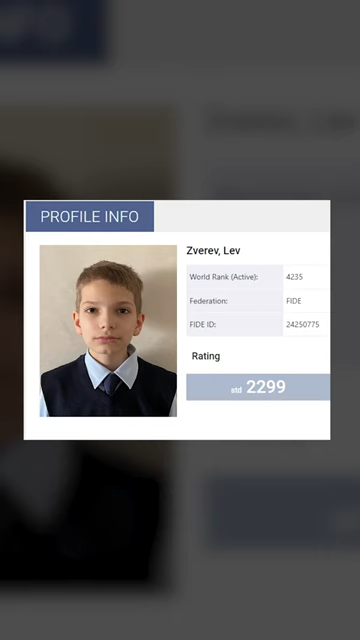 PROFILE INFO
Zverev, Lev
World Rank (Active): 4235
Federation: FIDE
FIDE ID: 24250775
Rating
std 2299